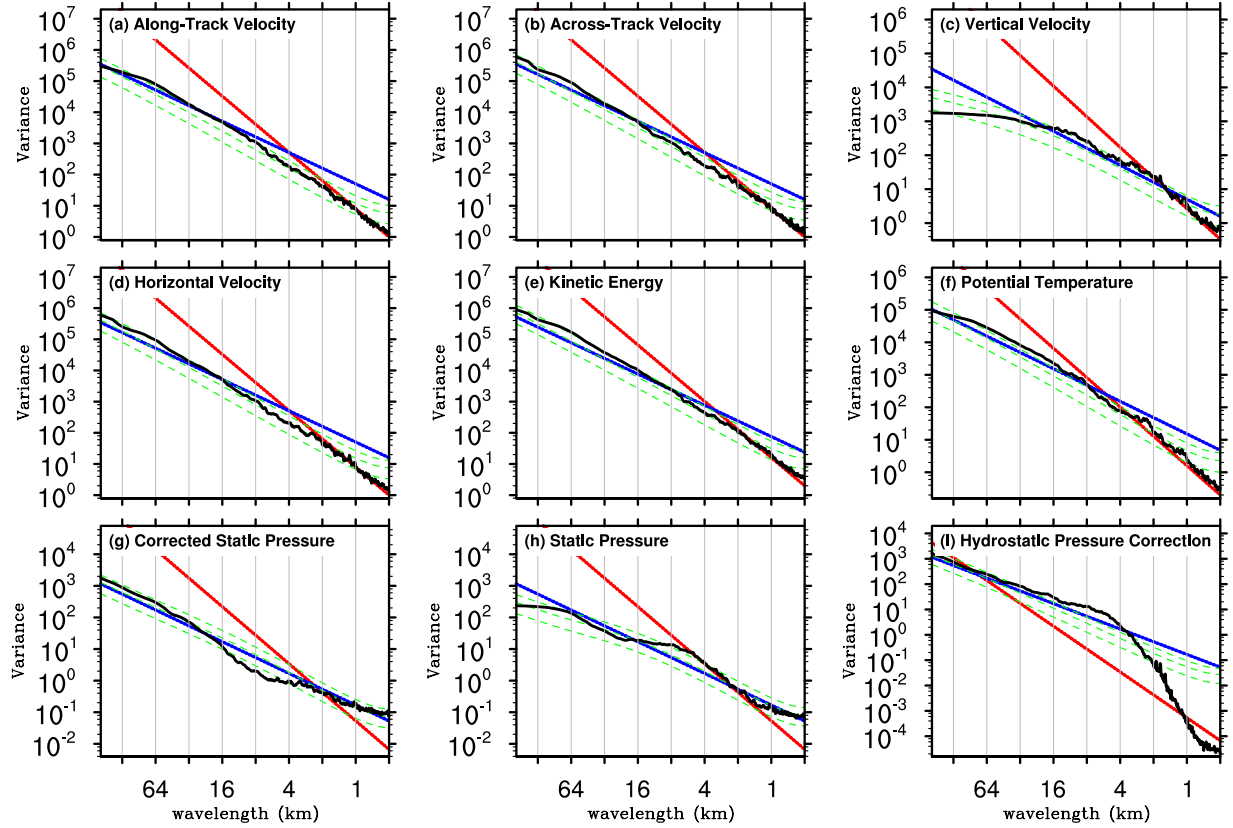 (a) Along-Track Velocity
(b) Across-Track Velocity
(c) Vertical Velocity
10^7
10^6
10^5
10^4
10^3
10^2
10^1
10^0
Variance
10^7
10^6
10^5
10^4
10^3
10^2
10^1
10^0
Variance
10^6
10^5
10^4
10^3
10^2
10^1
10^0
Variance
(d) Horizontal Velocity
(e) Kinetic Energy
(f) Potential Temperature
10^7
10^6
10^5
10^4
10^3
10^2
10^1
10^0
Variance
10^7
10^6
10^5
10^4
10^3
10^2
10^1
10^0
Variance
10^6
10^5
10^4
10^3
10^2
10^1
10^0
Variance
(g) Corrected Static Pressure
(h) Static Pressure
(i) Hydrostatic Pressure Correction
10^4
10^3
10^2
10^1
10^0
10^-1
10^-2
Variance
10^4
10^3
10^2
10^1
10^0
10^-1
10^-2
Variance
10^4
10^3
10^2
10^1
10^0
10^-1
10^-2
10^-3
10^-4
Variance
64 16 4 1
wavelength (km)
64 16 4 1
wavelength (km)
64 16 4 1
wavelength (km)